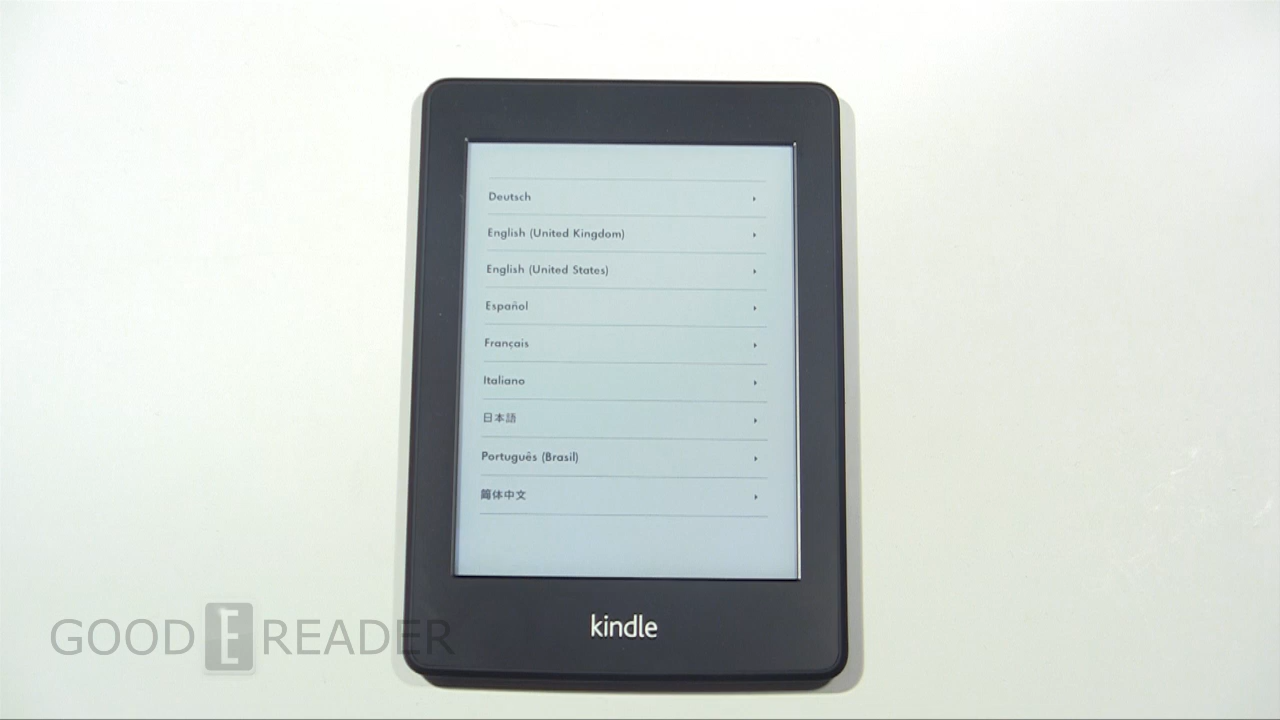 Deutsch
English (United Kingdom)
English (United States)
Español
Français
Italiano
日本語
Português (Brasil)
简体中文
kindle
GOOD E READER